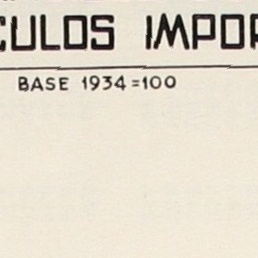 CULOS IMPOR
BASE 1934=100